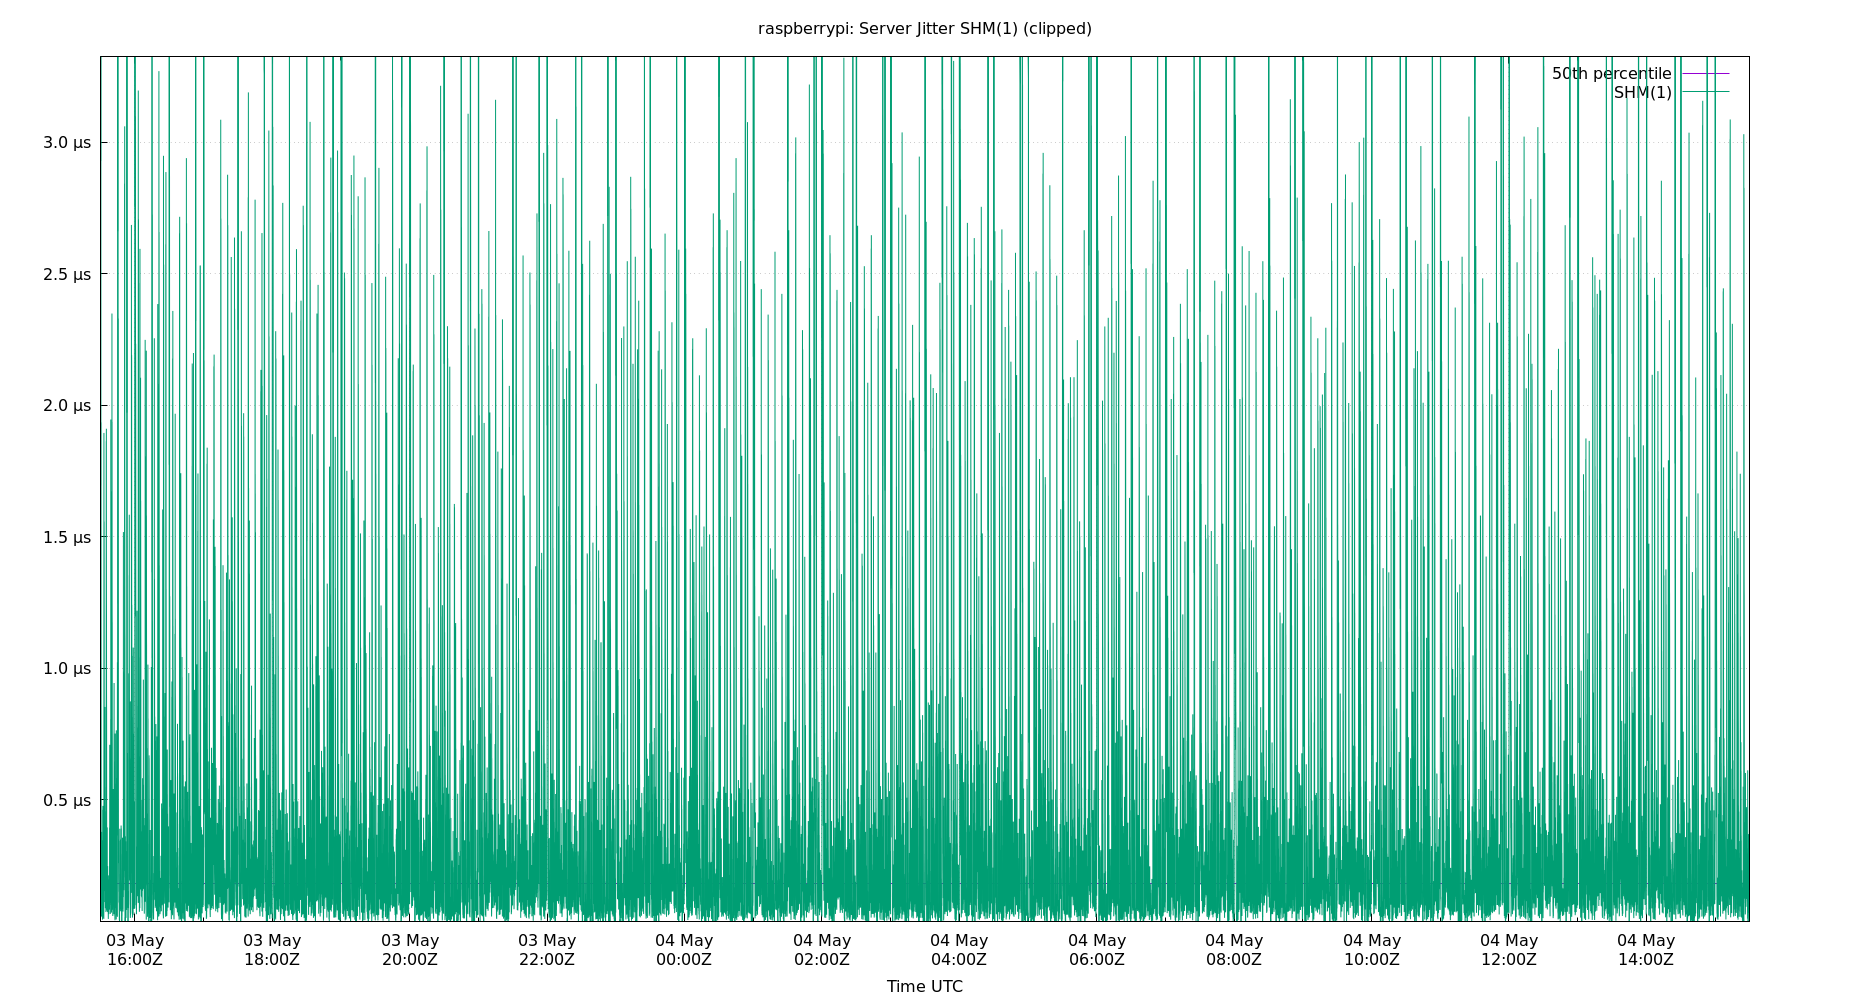 raspberrypi: Server Jitter SHM(1) (clipped)
50th percentile
SHM(1)
3.0 µs
2.5 µs
2.0 µs
1.5 µs
1.0 µs
0.5 µs
03 May 03 May 03 May 03 May 04 May 04 May 04 May 04 May 04 May 04 May 04 May 04 May
16:00Z 18:00Z 20:00Z 22:00Z 00:00Z 02:00Z 04:00Z 06:00Z 08:00Z 10:00Z 12:00Z 14:00Z
Time UTC